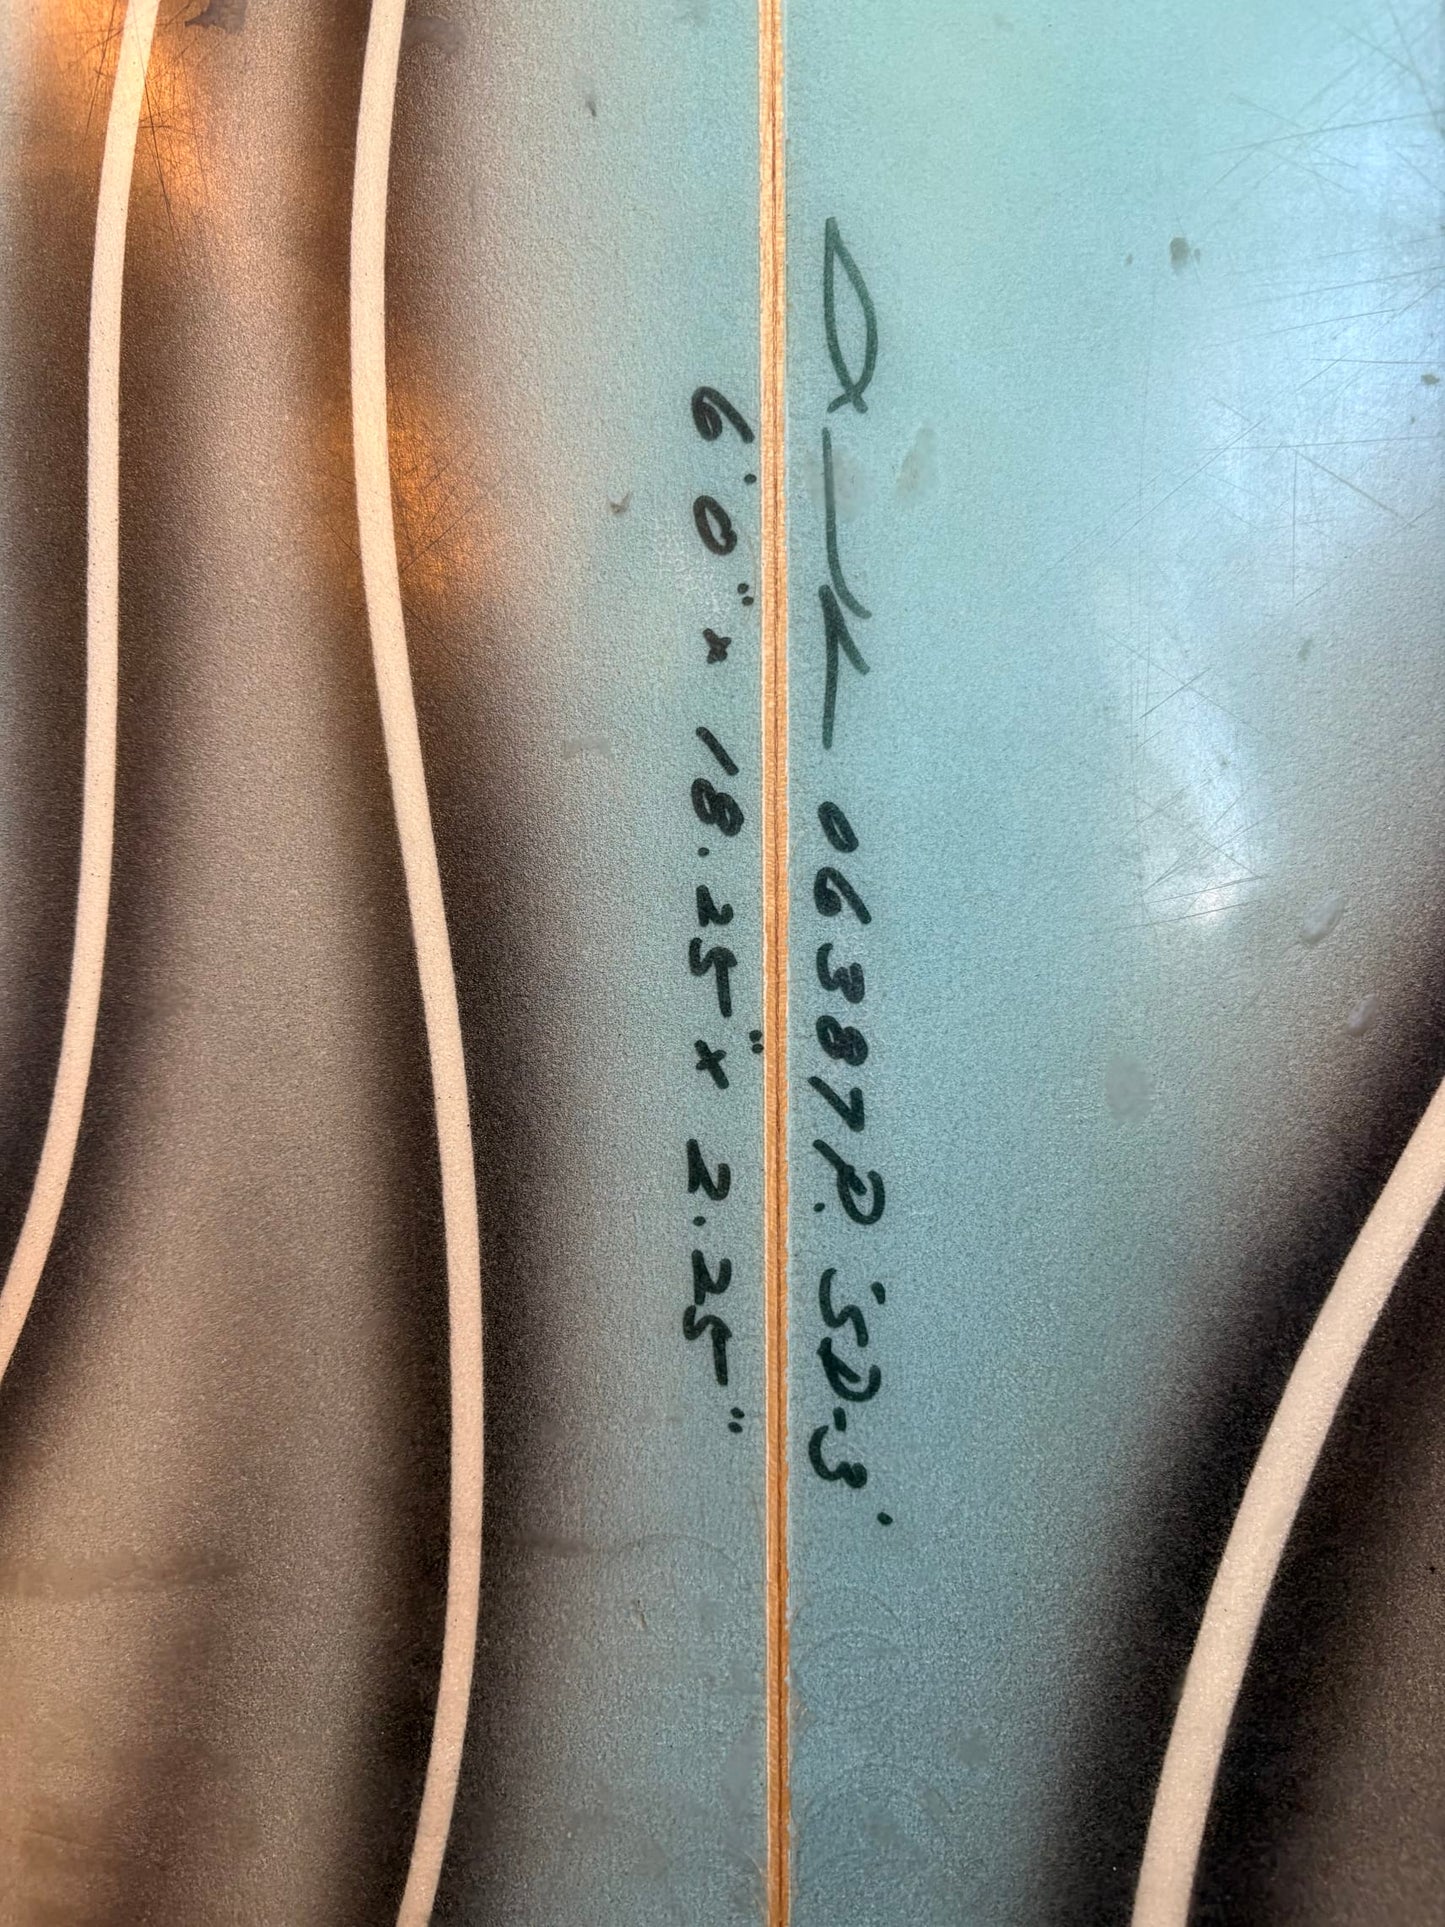 06387P. 'SD-3'
6'0" x 18.25" x 2.25"